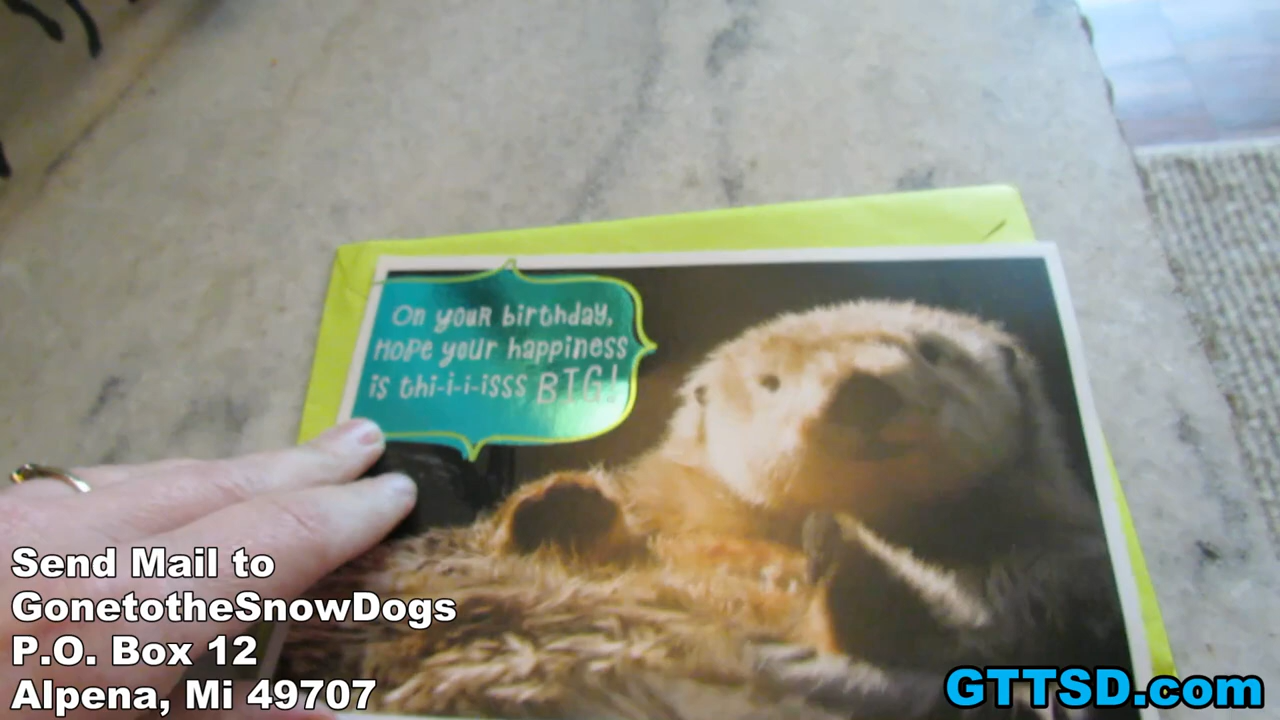 On your birthday,
Hope your happiness
is thi-i-i-isss BIG!
Send Mail to
GonetotheSnowDogs
P.O. Box 12
Alpena, Mi 49707
GTTSD.com